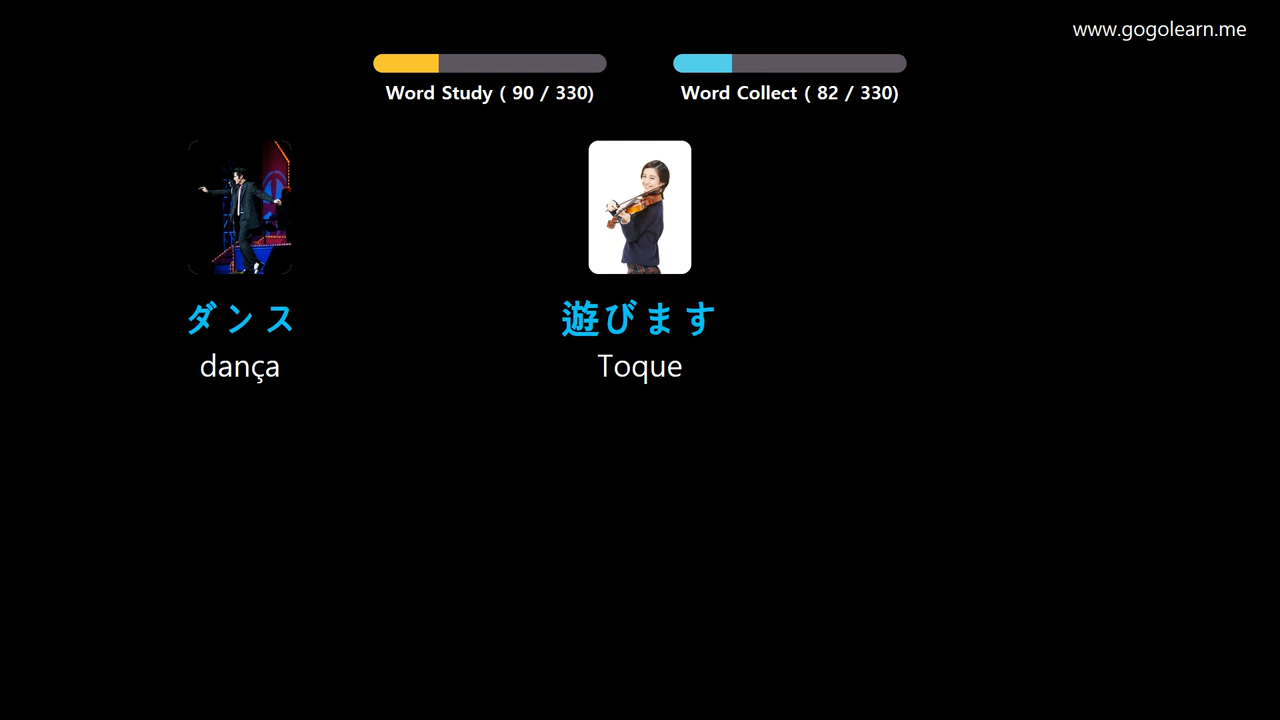 www.gogolearn.me
Word Study ( 90 / 330)
Word Collect ( 82 / 330)
ダンス
dança
遊びます
Toque